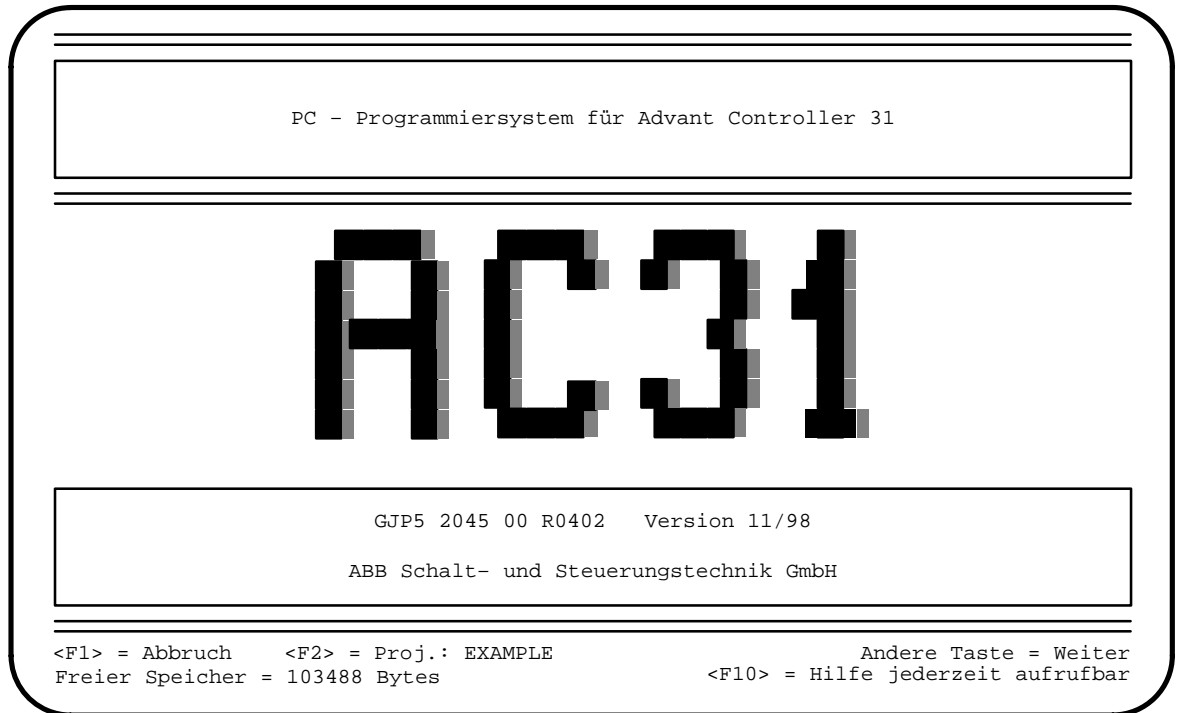 PC - Programmiersystem für Advant Controller 31
AC31
GJP5 2045 00 R0402 Version 11/98
ABB Schalt- und Steuerungstechnik GmbH
<F1> = Abbruch <F2> = Proj.: EXAMPLE Andere Taste = Weiter
Freier Speicher = 103488 Bytes <F10> = Hilfe jederzeit aufrufbar